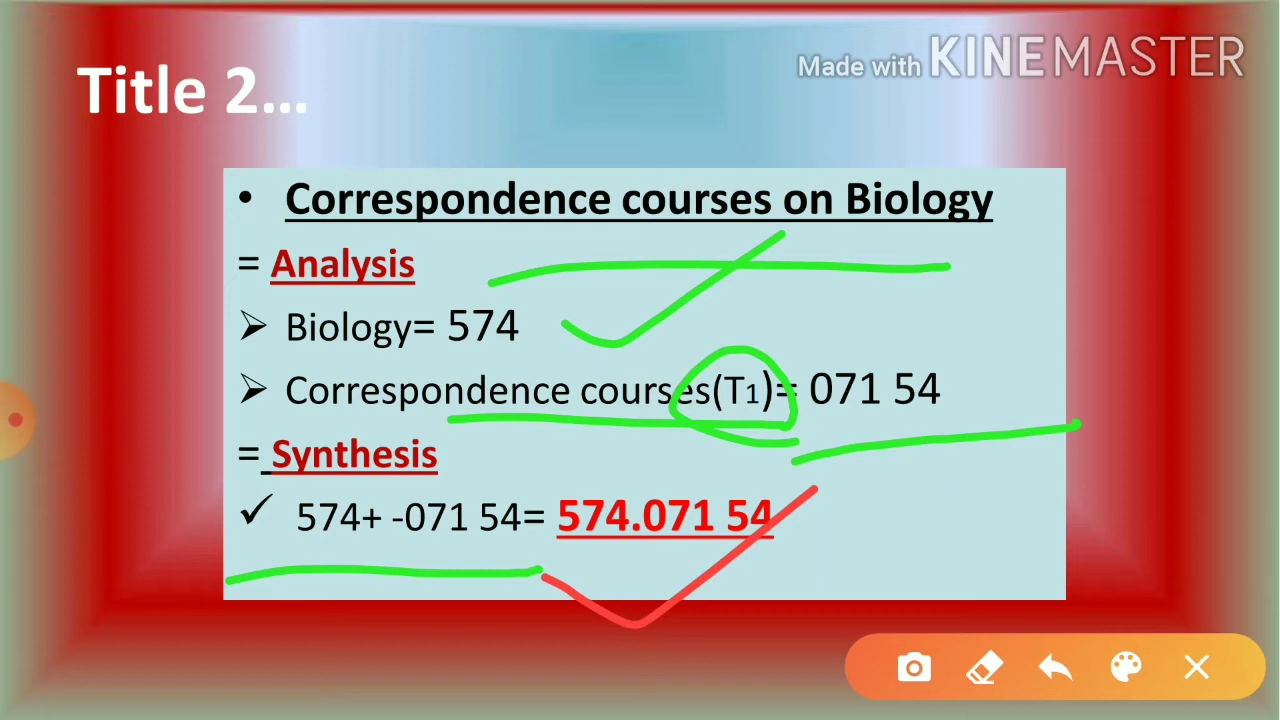 Title 2...
Made with KINEMASTER
• Correspondence courses on Biology
= Analysis
➢ Biology= 574
➢ Correspondence courses(T1)= 071 54
= Synthesis
✓ 574+ -071 54= 574.071 54